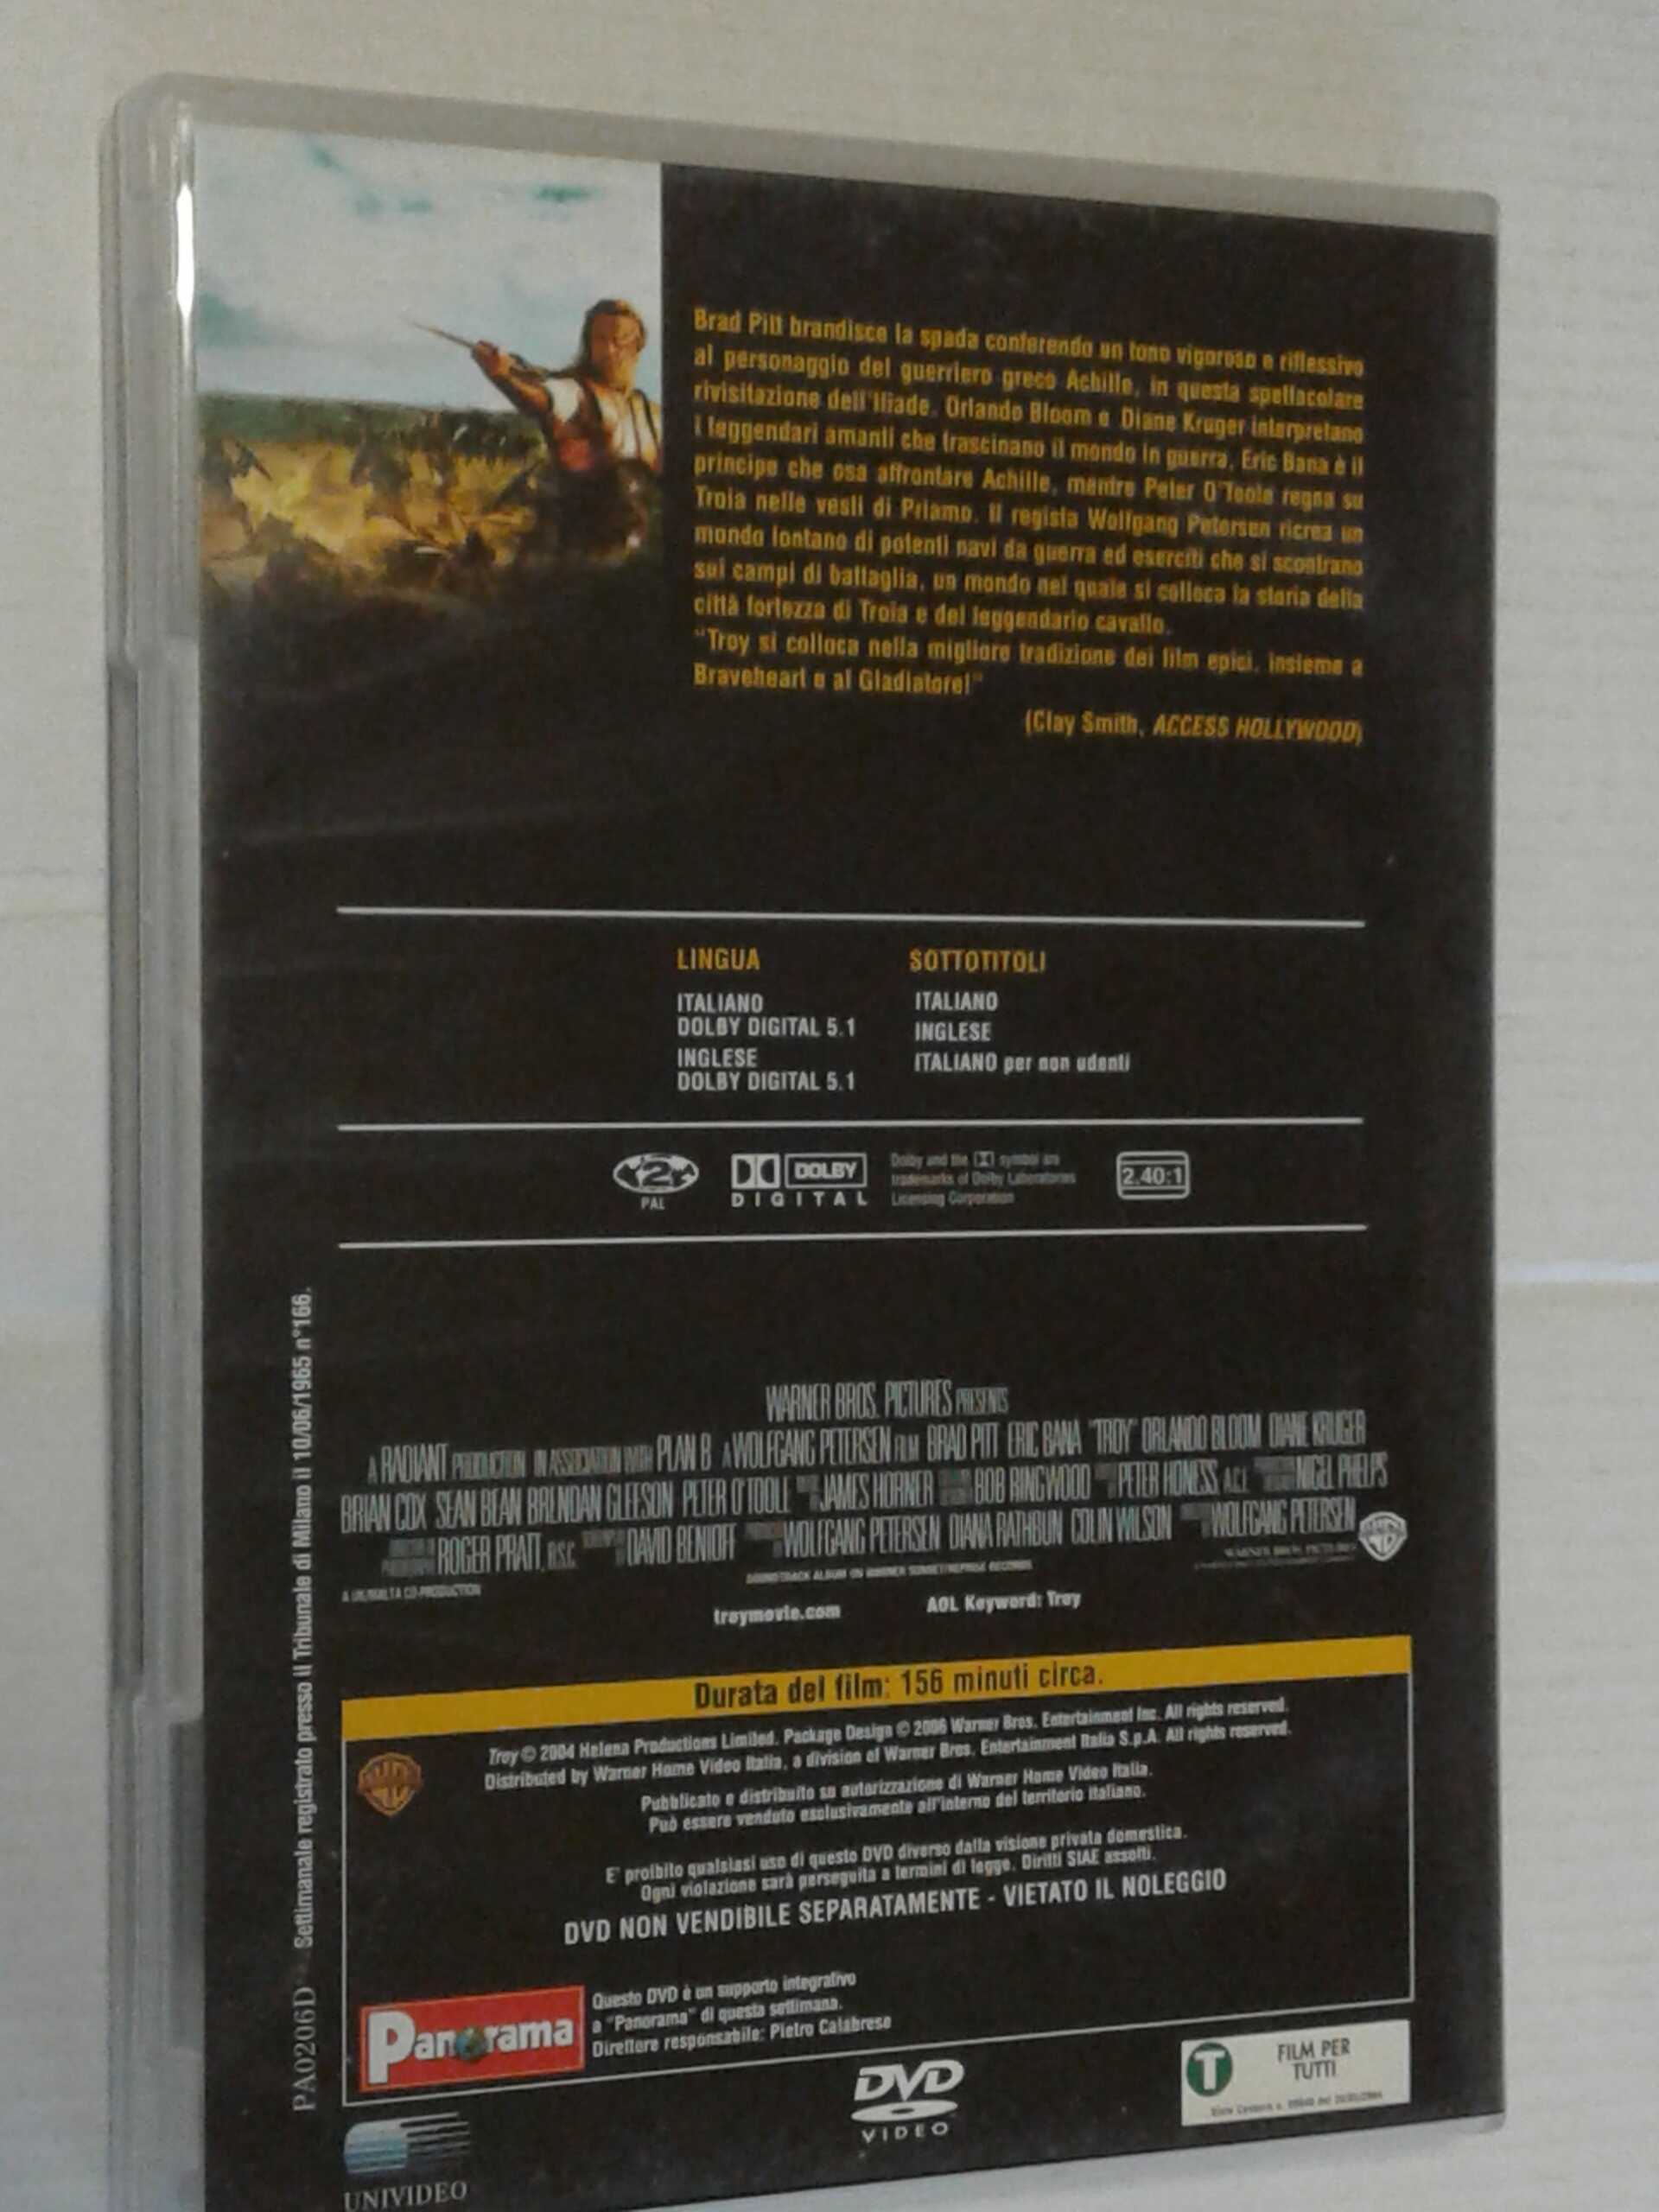 Brad Pitt brandisce la spada conferendo un tono vigoroso e riflessivo
al personaggio del guerriero greco Achille, in questa spettacolare
rivisitazione dell'Iliade. Orlando Bloom e Diane Kruger interpretano
i leggendari amanti che trascinano il mondo in guerra, Eric Bana è il
principe che osa affrontare Achille, mentre Peter O'Toole regna su
Troia nelle vesti di Priamo. Il regista Wolfgang Petersen ricrea un
mondo lontano di potenti navi da guerra ed eserciti che si scontrano
sui campi di battaglia, un mondo nel quale si colloca la storia della
città fortezza di Troia e del leggendario cavallo.
"Troy si colloca nella migliore tradizione dei film epici, insieme a
Braveheart e al Gladiatore!"
(Clay Smith, ACCESS HOLLYWOOD)
LINGUA SOTTOTITOLI
ITALIANO ITALIANO
DOLBY DIGITAL 5.1 INGLESE
INGLESE ITALIANO per non udenti
DOLBY DIGITAL 5.1
2 PAL
DOLBY DIGITAL
Dolby and the symbol are
trademarks of Dolby Laboratories
Licensing Corporation
2.40:1
WARNER BROS. PICTURES PRESENTS
A RADIANT PRODUCTION IN ASSOCIATION WITH PLAN B A WOLFGANG PETERSEN FILM BRAD PITT ERIC BANA "TROY" ORLANDO BLOOM DIANE KRUGER
BRIAN COX SEAN BEAN BRENDAN GLEESON PETER O'TOOLE JAMES HORNER BOB RINGWOOD PETER HONESS, A.C.E. NIGEL PHELPS
ROGER PRATT, B.S.C. DAVID BENIOFF WOLFGANG PETERSEN DIANA RATHBUN COLIN WILSON WOLFGANG PETERSEN
A UK/MALTA CO-PRODUCTION
SOUNDTRACK ALBUM ON WARNER SUNSET/REPRISE RECORDS
WARNER BROS. PICTURES
troymovie.com AOL Keyword: Troy
Durata del film: 156 minuti circa.
Troy © 2004 Helena Productions Limited. Package Design © 2006 Warner Bros. Entertainment Inc. All rights reserved.
Distributed by Warner Home Video Italia, a division of Warner Bros. Entertainment Italia S.p.A. All rights reserved.
Pubblicato e distribuito su autorizzazione di Warner Home Video Italia.
Può essere venduto esclusivamente all'interno del territorio italiano.
E' proibito qualsiasi uso di questo DVD diverso dalla visione privata domestica.
Ogni violazione sarà perseguita a termini di legge. Diritti SIAE assolti.
DVD NON VENDIBILE SEPARATAMENTE - VIETATO IL NOLEGGIO
Panorama
Questo DVD è un supporto integrativo
a "Panorama" di questa settimana.
Direttore responsabile: Pietro Calabrese
DVD
VIDEO
T FILM PER
TUTTI
UNIVIDEO
PA0206D Settimanale registrato presso il Tribunale di Milano il 10/06/1965 n°166.